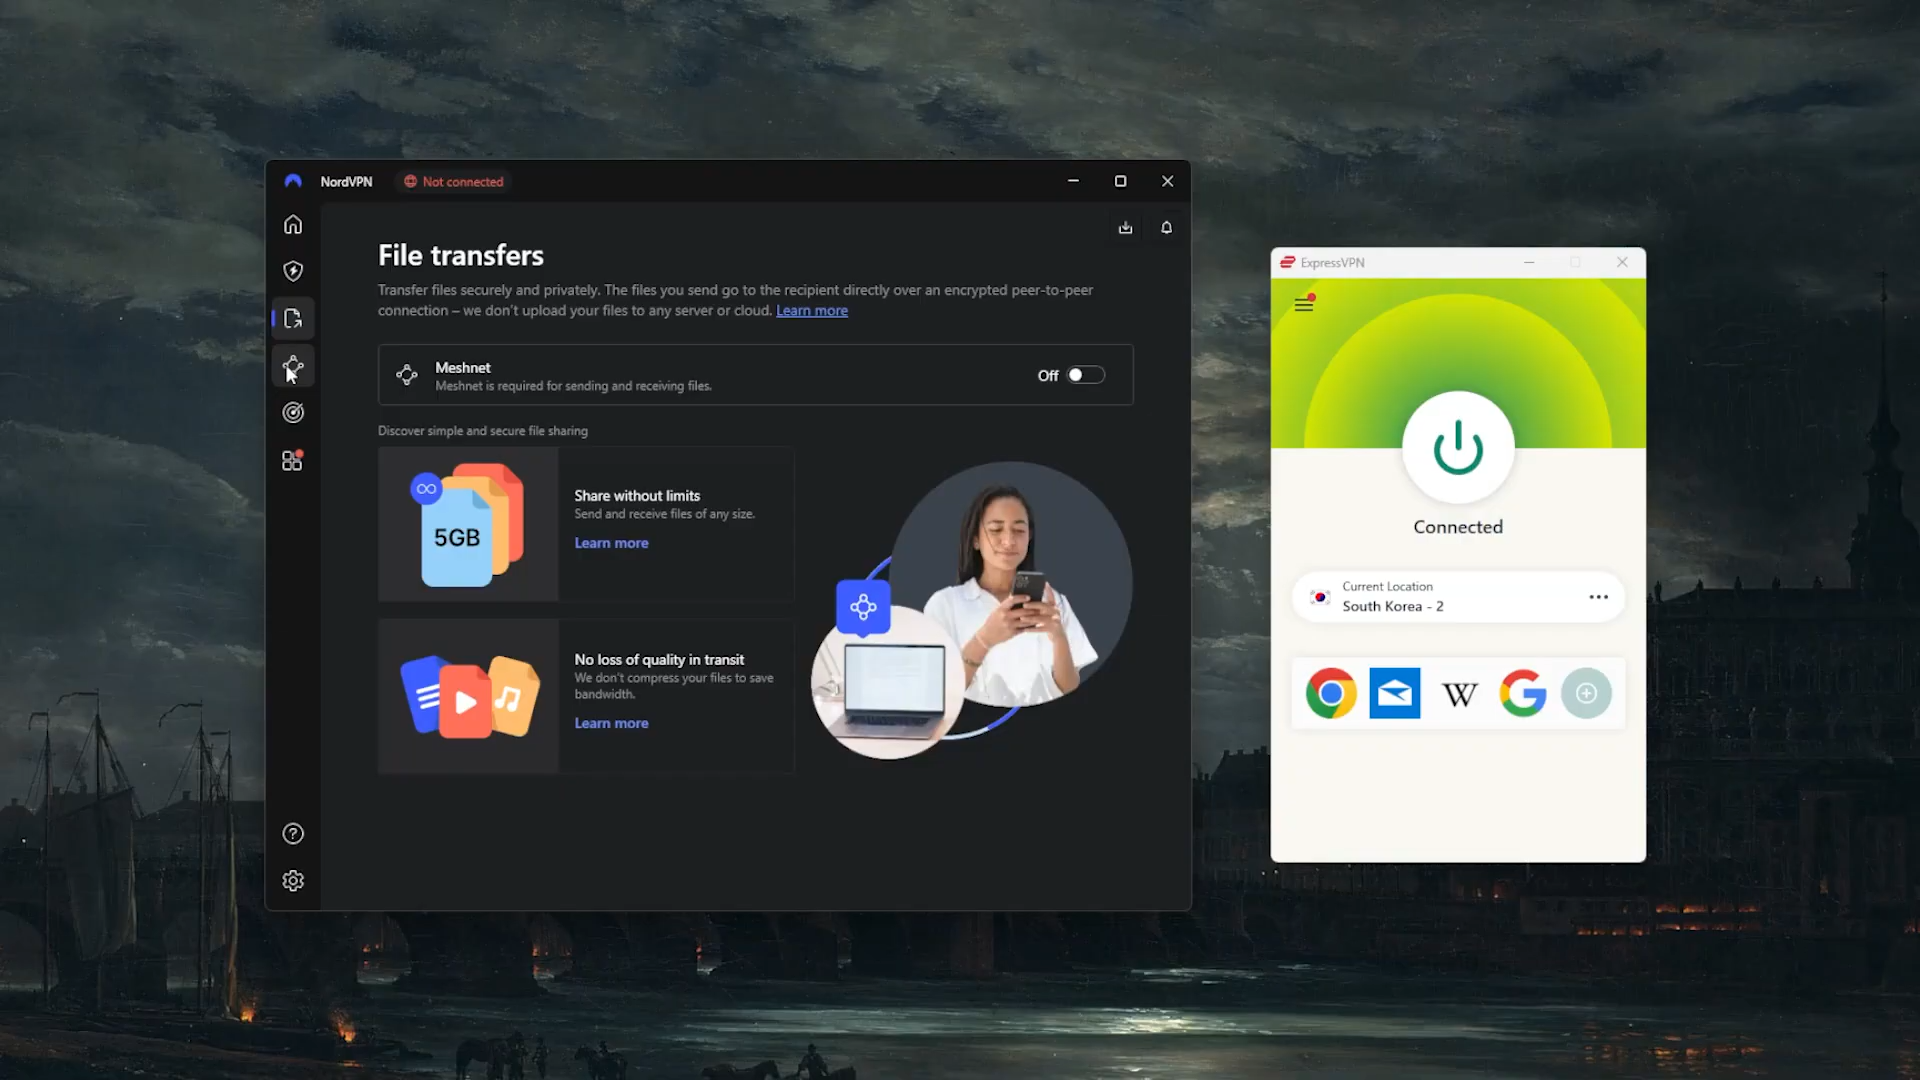 NordVPN
Not connected
File transfers
Transfer files securely and privately. The files you send go to the recipient directly over an encrypted peer-to-peer
connection – we don't upload your files to any server or cloud. Learn more
Meshnet
Meshnet is required for sending and receiving files.
Off
Discover simple and secure file sharing
5GB
Share without limits
Send and receive files of any size.
Learn more
No loss of quality in transit
We don't compress your files to save
bandwidth.
Learn more
ExpressVPN
Connected
Current Location
South Korea - 2
W